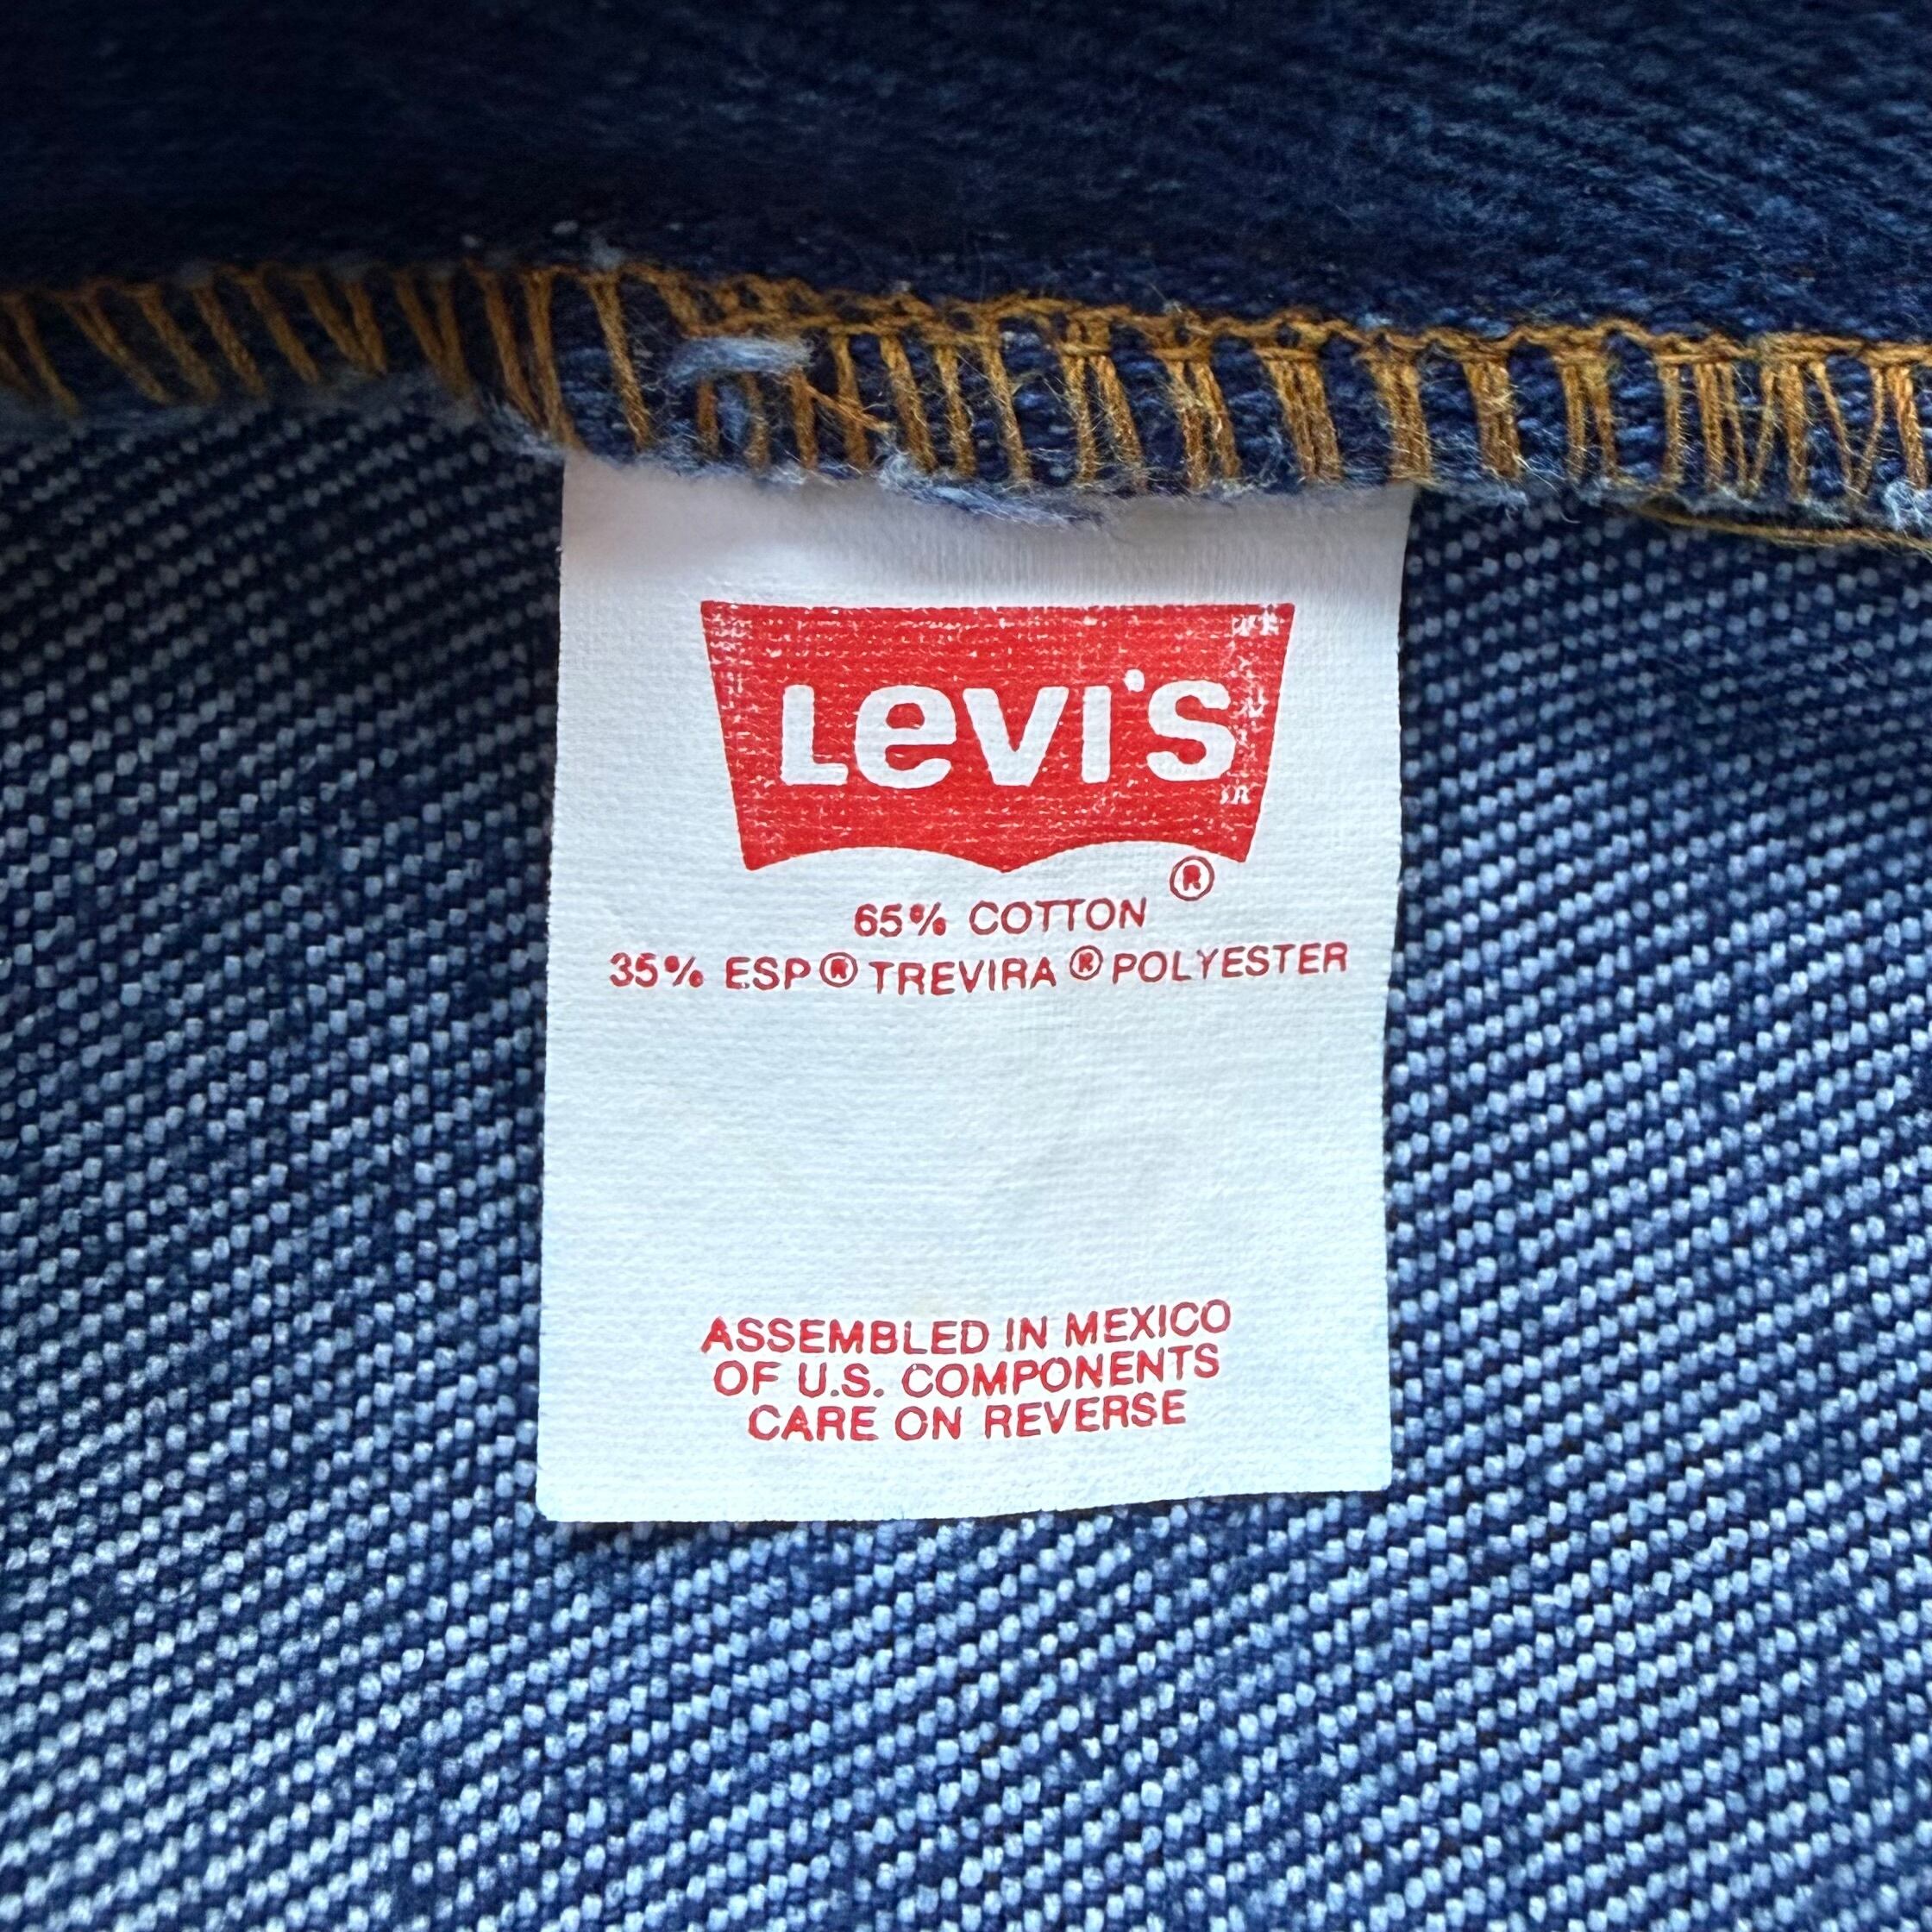 Levi's
®
65% COTTON
35% ESP® TREVIRA® POLYESTER
ASSEMBLED IN MEXICO
OF U.S. COMPONENTS
CARE ON REVERSE